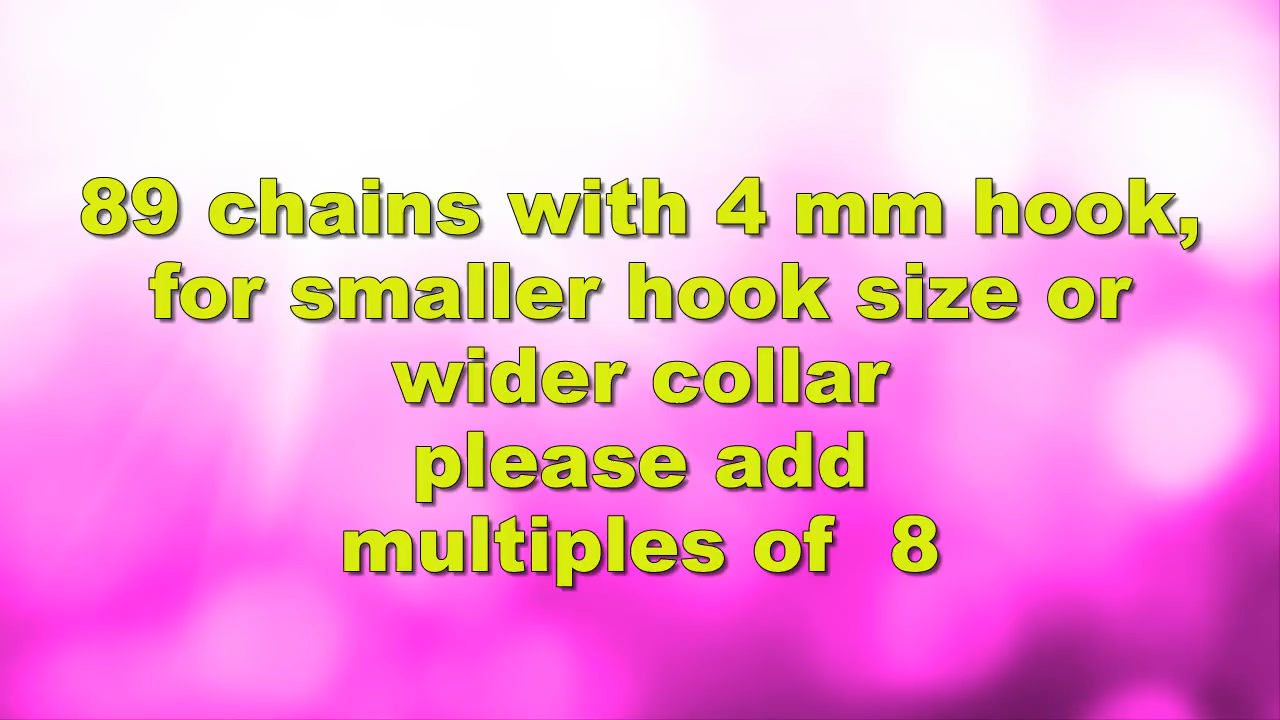 89 chains with 4 mm hook,
for smaller hook size or
wider collar
please add
multiples of  8